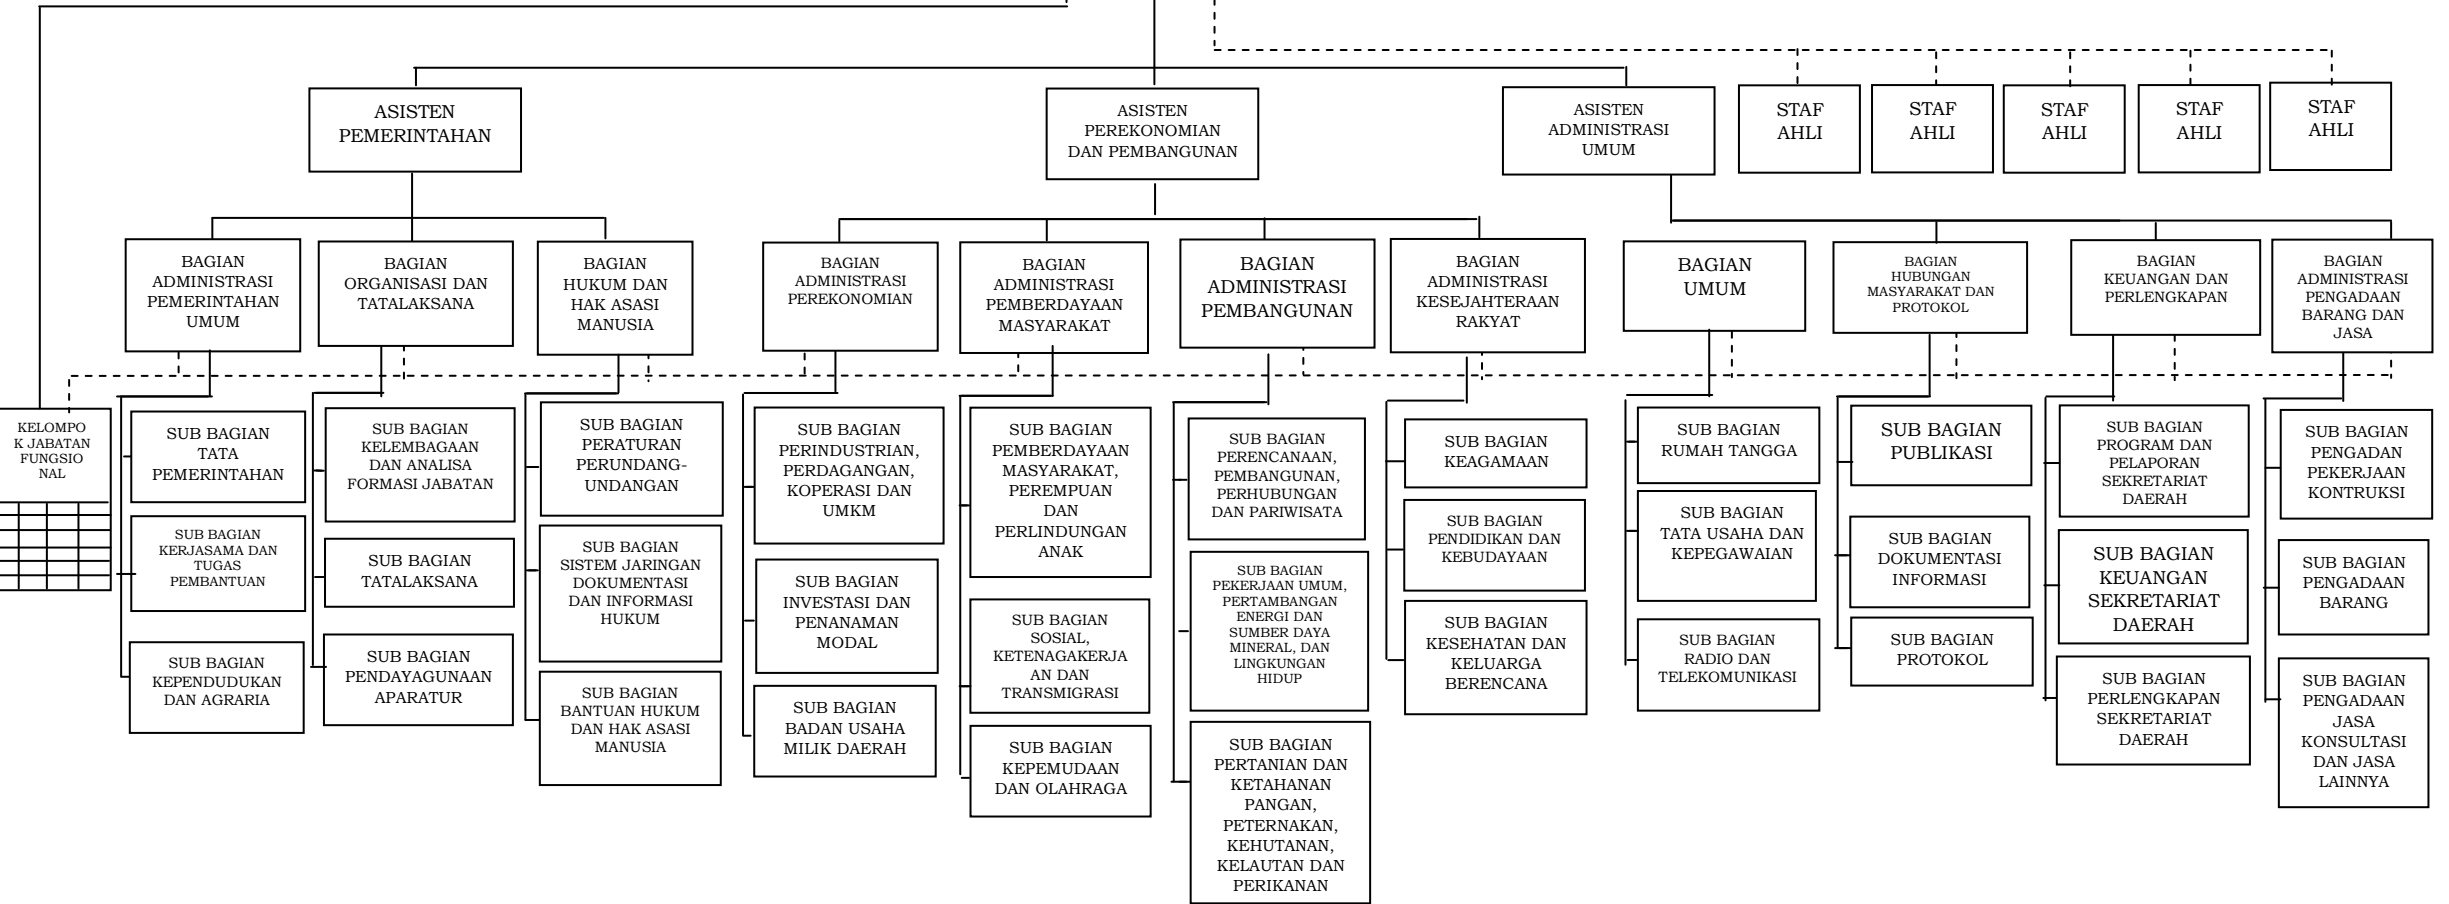 ASISTEN
PEMERINTAHAN
ASISTEN
PEREKONOMIAN
DAN PEMBANGUNAN
ASISTEN
ADMINISTRASI
UMUM
STAF
AHLI
STAF
AHLI
STAF
AHLI
STAF
AHLI
STAF
AHLI
BAGIAN
ADMINISTRASI
PEMERINTAHAN
UMUM
BAGIAN
ORGANISASI DAN
TATALAKSANA
BAGIAN
HUKUM DAN
HAK ASASI
MANUSIA
BAGIAN
ADMINISTRASI
PEREKONOMIAN
BAGIAN
ADMINISTRASI
PEMBERDAYAAN
MASYARAKAT
BAGIAN
ADMINISTRASI
PEMBANGUNAN
BAGIAN
ADMINISTRASI
KESEJAHTERAAN
RAKYAT
BAGIAN
UMUM
BAGIAN
HUBUNGAN
MASYARAKAT DAN
PROTOKOL
BAGIAN
KEUANGAN DAN
PERLENGKAPAN
BAGIAN
ADMINISTRASI
PENGADAAN
BARANG DAN
JASA
KELOMPO
K JABATAN
FUNGSIO
NAL
SUB BAGIAN
TATA
PEMERINTAHAN
SUB BAGIAN
KERJASAMA DAN
TUGAS
PEMBANTUAN
SUB BAGIAN
KEPENDUDUKAN
DAN AGRARIA
SUB BAGIAN
KELEMBAGAAN
DAN ANALISA
FORMASI JABATAN
SUB BAGIAN
TATALAKSANA
SUB BAGIAN
PENDAYAGUNAAN
APARATUR
SUB BAGIAN
PERATURAN
PERUNDANG-
UNDANGAN
SUB BAGIAN
SISTEM JARINGAN
DOKUMENTASI
DAN INFORMASI
HUKUM
SUB BAGIAN
BANTUAN HUKUM
DAN HAK ASASI
MANUSIA
SUB BAGIAN
PERINDUSTRIAN,
PERDAGANGAN,
KOPERASI DAN
UMKM
SUB BAGIAN
INVESTASI DAN
PENANAMAN
MODAL
SUB BAGIAN
BADAN USAHA
MILIK DAERAH
SUB BAGIAN
PEMBERDAYAAN
MASYARAKAT,
PEREMPUAN
DAN
PERLINDUNGAN
ANAK
SUB BAGIAN
SOSIAL,
KETENAGAKERJA
AN DAN
TRANSMIGRASI
SUB BAGIAN
KEPEMUDAAN
DAN OLAHRAGA
SUB BAGIAN
PERENCANAAN,
PEMBANGUNAN,
PERHUBUNGAN
DAN PARIWISATA
SUB BAGIAN
PEKERJAAN UMUM,
PERTAMBANGAN
ENERGI DAN
SUMBER DAYA
MINERAL, DAN
LINGKUNGAN
HIDUP
SUB BAGIAN
PERTANIAN DAN
KETAHANAN
PANGAN,
PETERNAKAN,
KEHUTANAN,
KELAUTAN DAN
PERIKANAN
SUB BAGIAN
KEAGAMAAN
SUB BAGIAN
PENDIDIKAN DAN
KEBUDAYAAN
SUB BAGIAN
KESEHATAN DAN
KELUARGA
BERENCANA
SUB BAGIAN
RUMAH TANGGA
SUB BAGIAN
TATA USAHA DAN
KEPEGAWAIAN
SUB BAGIAN
RADIO DAN
TELEKOMUNIKASI
SUB BAGIAN
PUBLIKASI
SUB BAGIAN
DOKUMENTASI
INFORMASI
SUB BAGIAN
PROTOKOL
SUB BAGIAN
PROGRAM DAN
PELAPORAN
SEKRETARIAT
DAERAH
SUB BAGIAN
KEUANGAN
SEKRETARIAT
DAERAH
SUB BAGIAN
PERLENGKAPAN
SEKRETARIAT
DAERAH
SUB BAGIAN
PENGADAN
PEKERJAAN
KONTRUKSI
SUB BAGIAN
PENGADAAN
BARANG
SUB BAGIAN
PENGADAAN
JASA
KONSULTASI
DAN JASA
LAINNYA